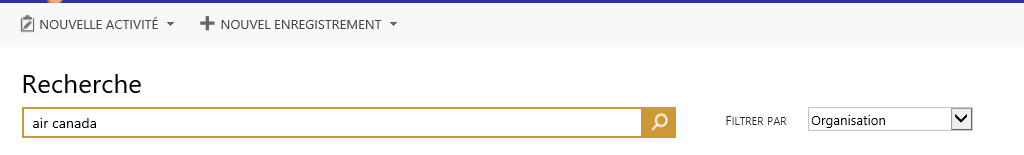 NOUVELLE ACTIVITÉ NOUVEL ENREGISTREMENT
Recherche
air canada FILTRER PAR Organisation